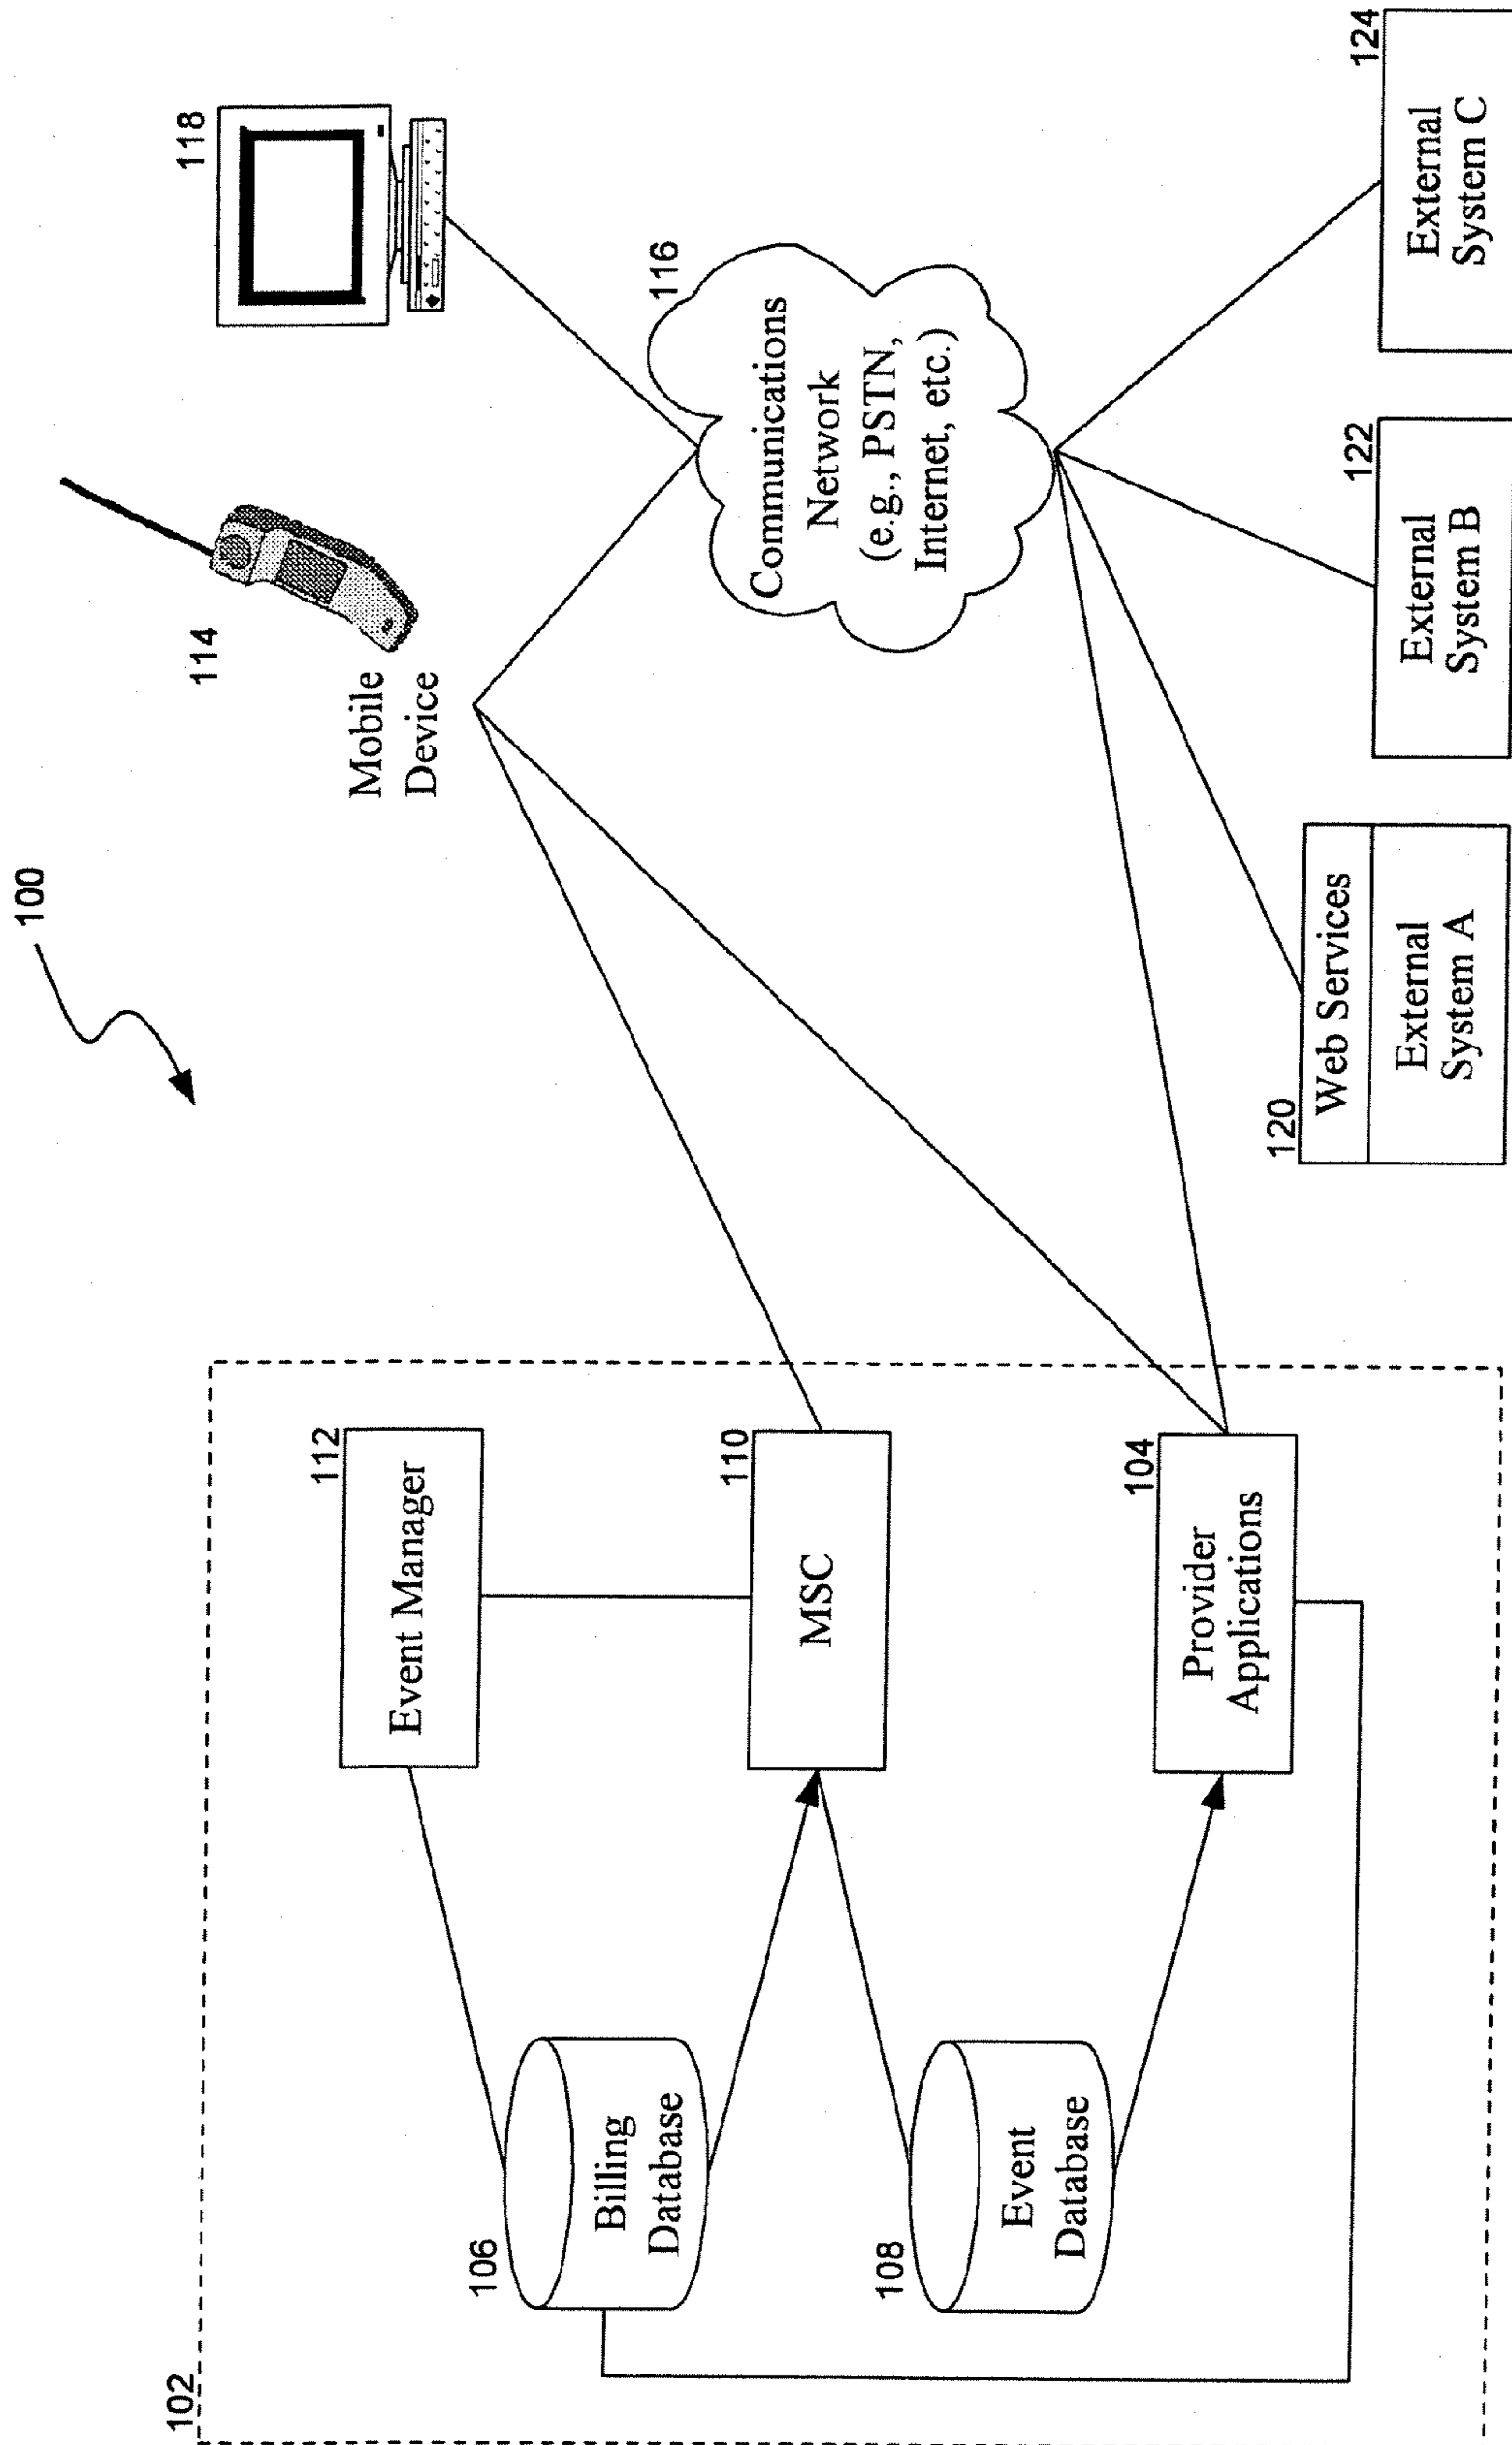 100
102
112
Event Manager
106
Billing
Database
110
MSC
108
Event
Database
104
Provider
Applications
114
Mobile
Device
118
116
Communications
Network
(e.g., PSTN,
Internet, etc.)
120
Web Services
External
System A
122
External
System B
124
External
System C